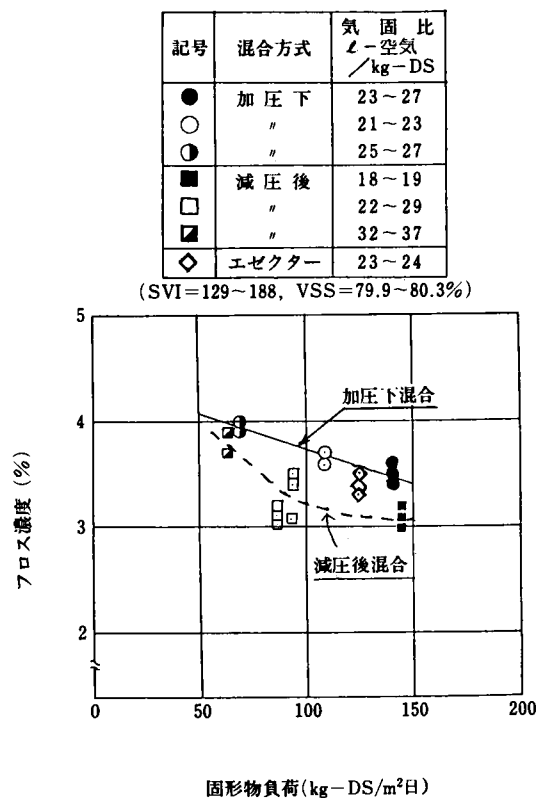 記号 混合方式 気固比 ℓ-空気/kg-DS
● 加圧下 23~27
○ 〃 21~23
◑ 〃 25~27
■ 減圧後 18~19
□ 〃 22~29
◪ 〃 32~37
◇ エゼクター 23~24
(SVI=129~188, VSS=79.9~80.3%)
5
4
3
2
フロス濃度 (%)
加圧下混合
減圧後混合
0 50 100 150 200
固形物負荷(kg-DS/m²日)